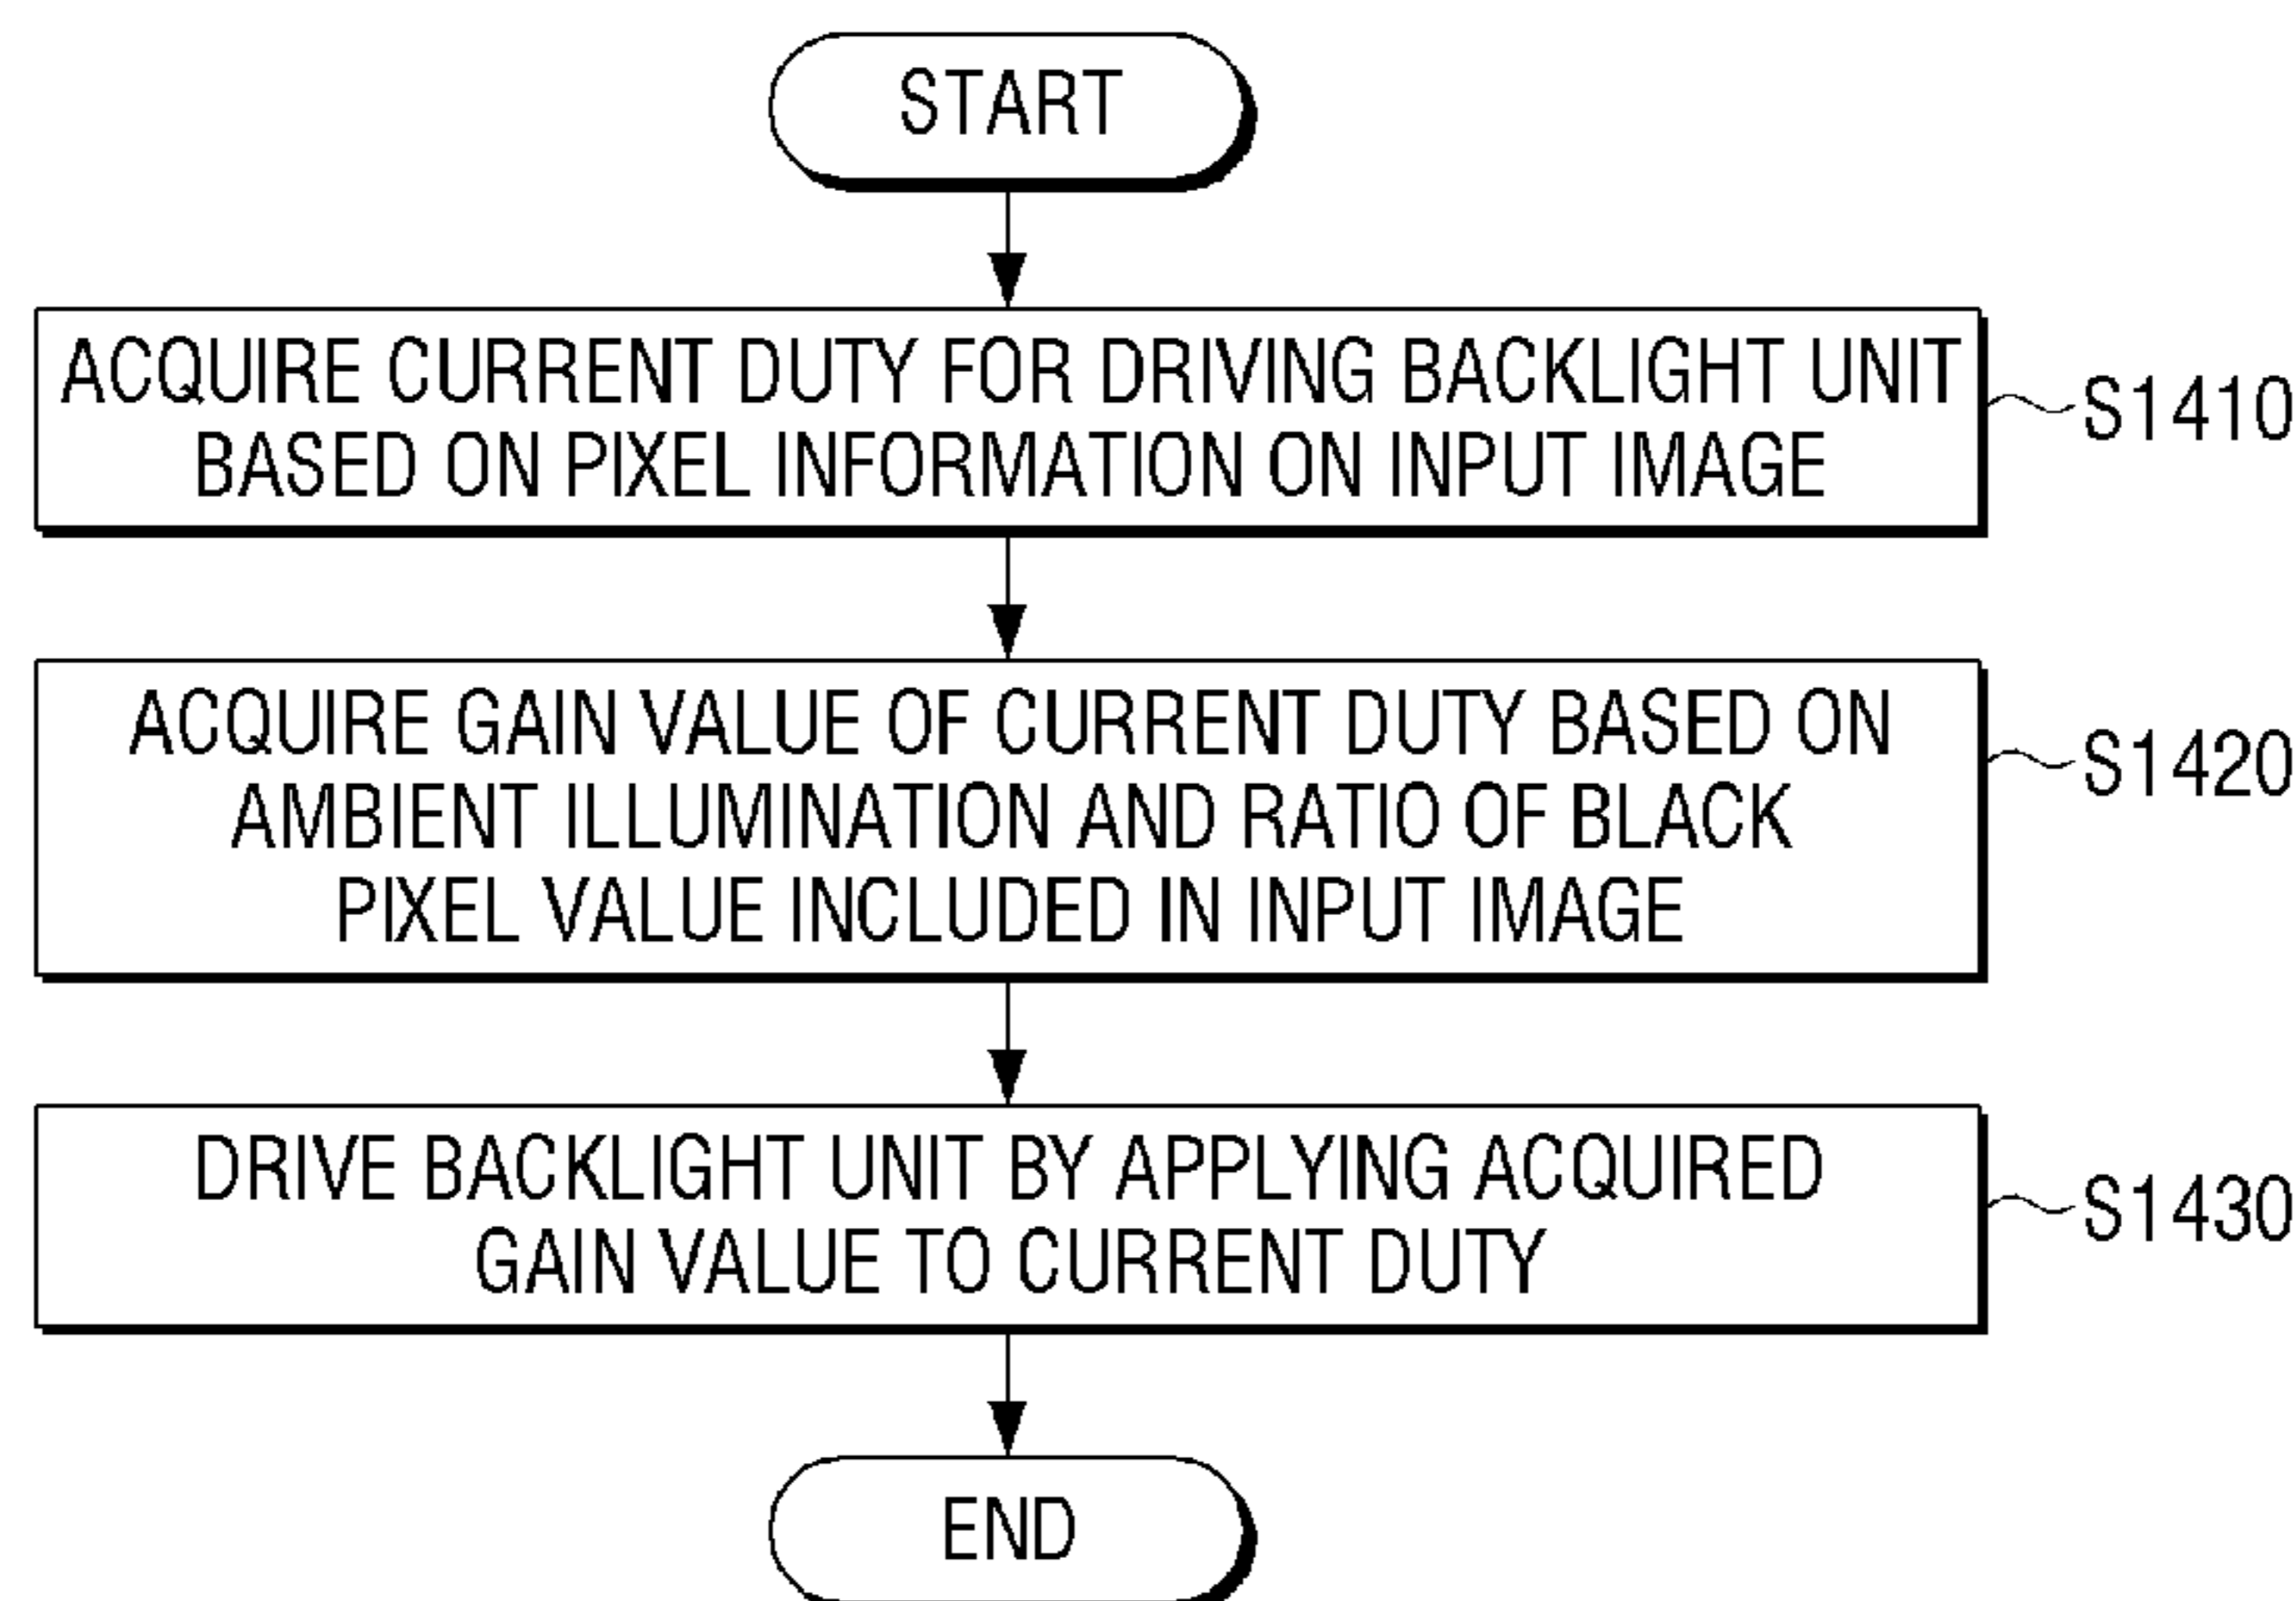 START
ACQUIRE CURRENT DUTY FOR DRIVING BACKLIGHT UNIT
BASED ON PIXEL INFORMATION ON INPUT IMAGE
S1410
ACQUIRE GAIN VALUE OF CURRENT DUTY BASED ON
AMBIENT ILLUMINATION AND RATIO OF BLACK
PIXEL VALUE INCLUDED IN INPUT IMAGE
S1420
DRIVE BACKLIGHT UNIT BY APPLYING ACQUIRED
GAIN VALUE TO CURRENT DUTY
S1430
END